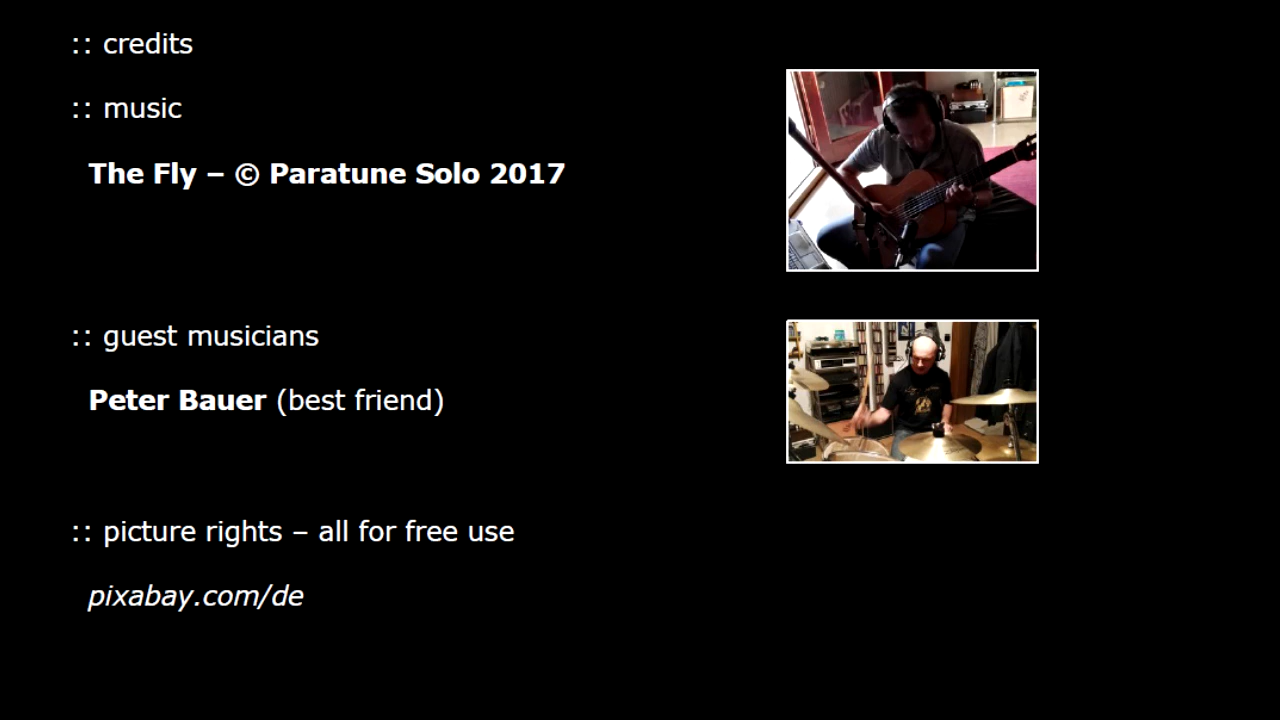 :: credits
:: music
The Fly – © Paratune Solo 2017
:: guest musicians
Peter Bauer (best friend)
:: picture rights – all for free use
pixabay.com/de